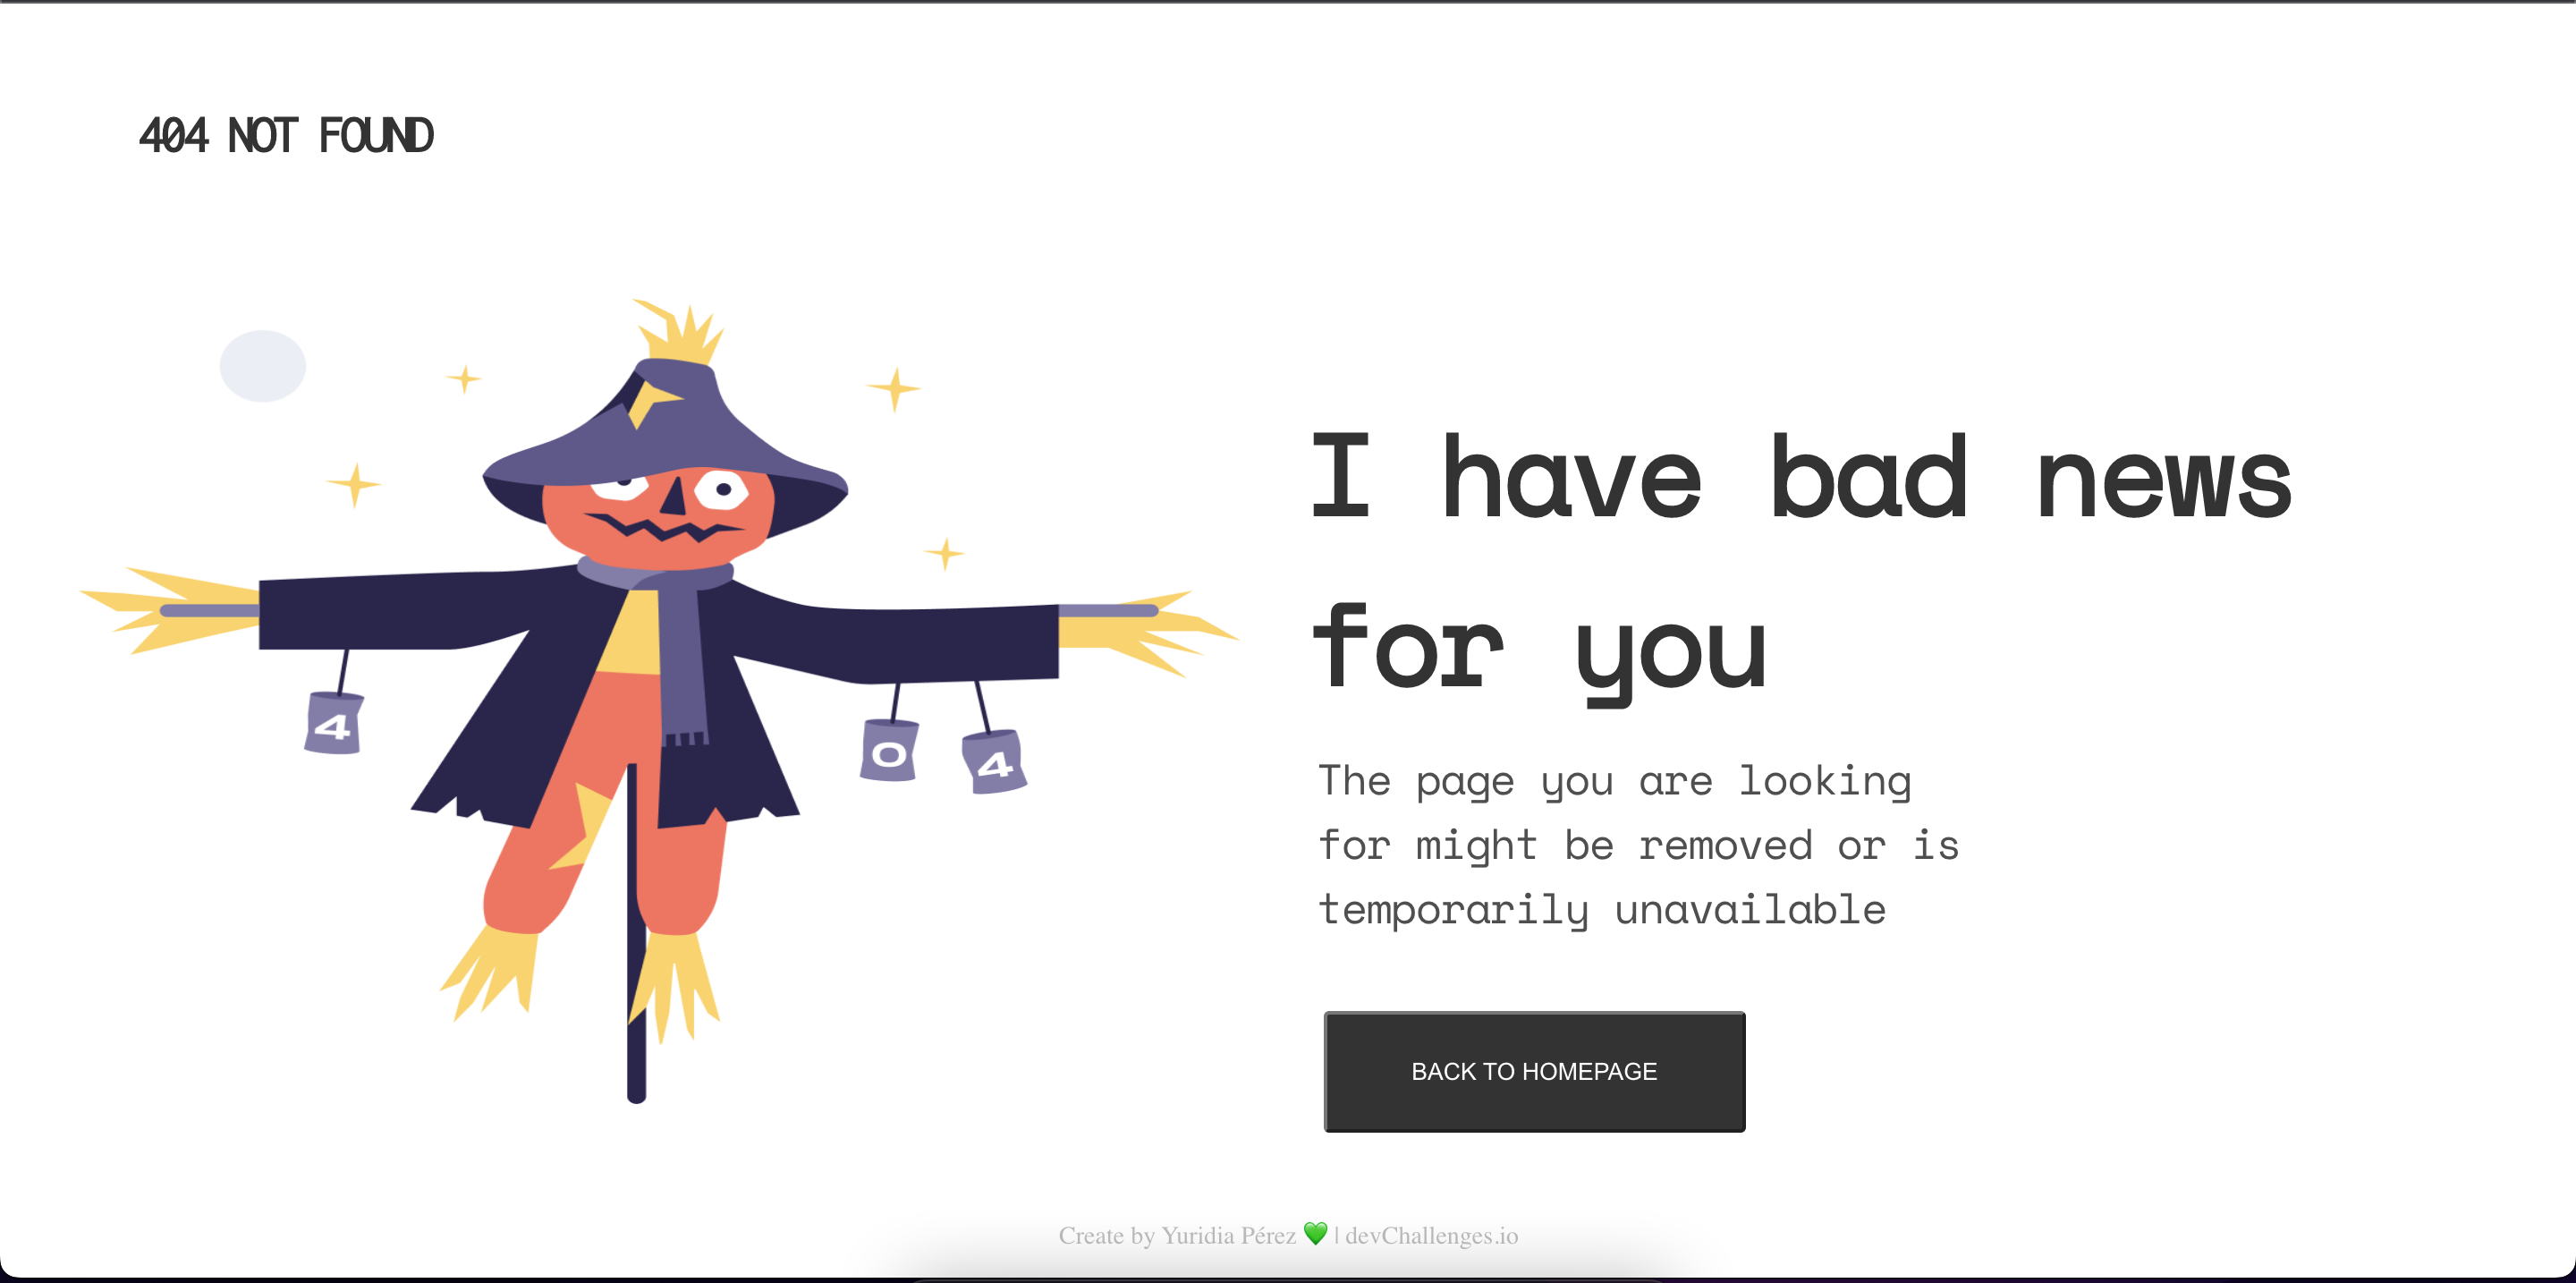 404 NOT FOUND
I have bad news
for you
4
0
4
The page you are looking
for might be removed or is
temporarily unavailable
BACK TO HOMEPAGE
Create by Yuridia Pérez 💚 | devChallenges.io